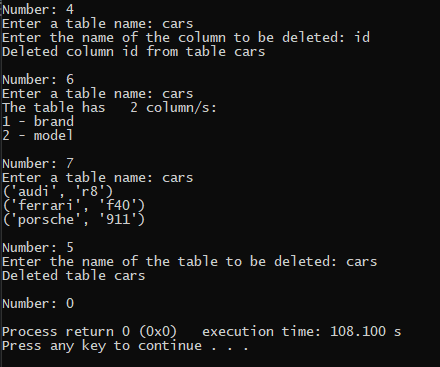 Number: 4
Enter a table name: cars
Enter the name of the column to be deleted: id
Deleted column id from table cars
Number: 6
Enter a table name: cars
The table has   2 column/s:
1 - brand
2 - model
Number: 7
Enter a table name: cars
('audi', 'r8')
('ferrari', 'f40')
('porsche', '911')
Number: 5
Enter the name of the table to be deleted: cars
Deleted table cars
Number: 0
Process return 0 (0x0)   execution time: 108.100 s
Press any key to continue . . .